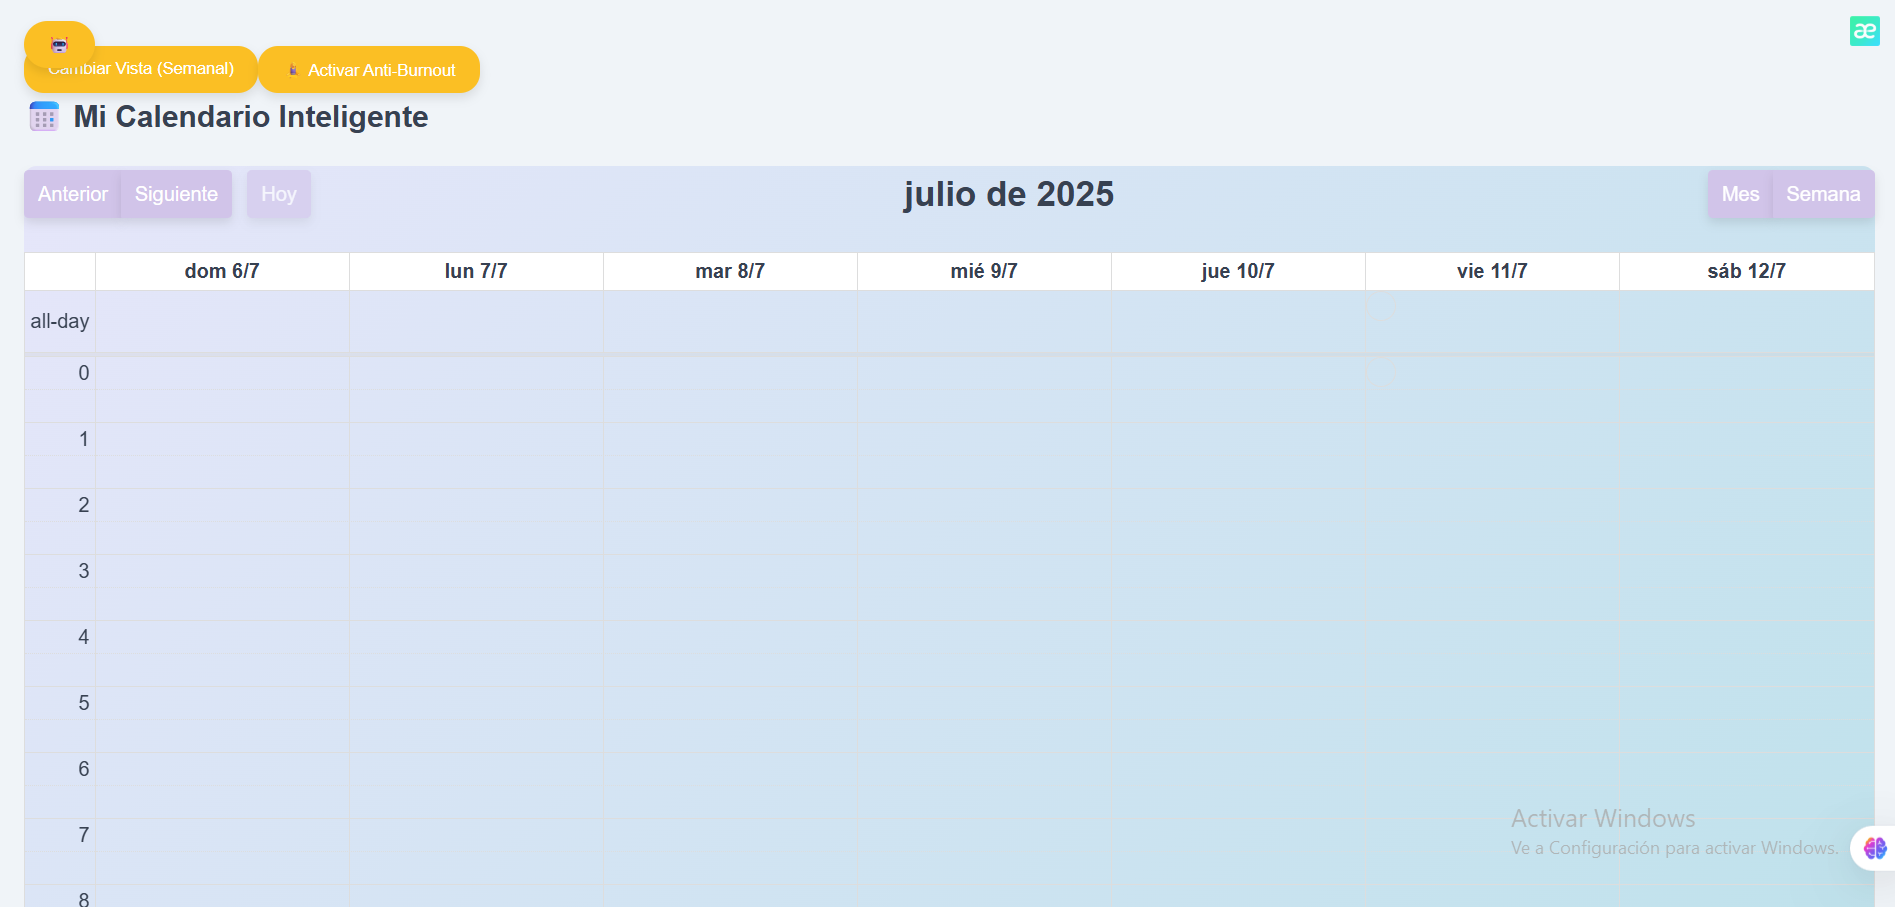 æ
Cambiar Vista (Semanal)
Activar Anti-Burnout
Mi Calendario Inteligente
Anterior Siguiente Hoy
julio de 2025
Mes Semana
dom 6/7 lun 7/7 mar 8/7 mié 9/7 jue 10/7 vie 11/7 sáb 12/7
all-day
0
1
2
3
4
5
6
7
8
Activar Windows
Ve a Configuración para activar Windows.